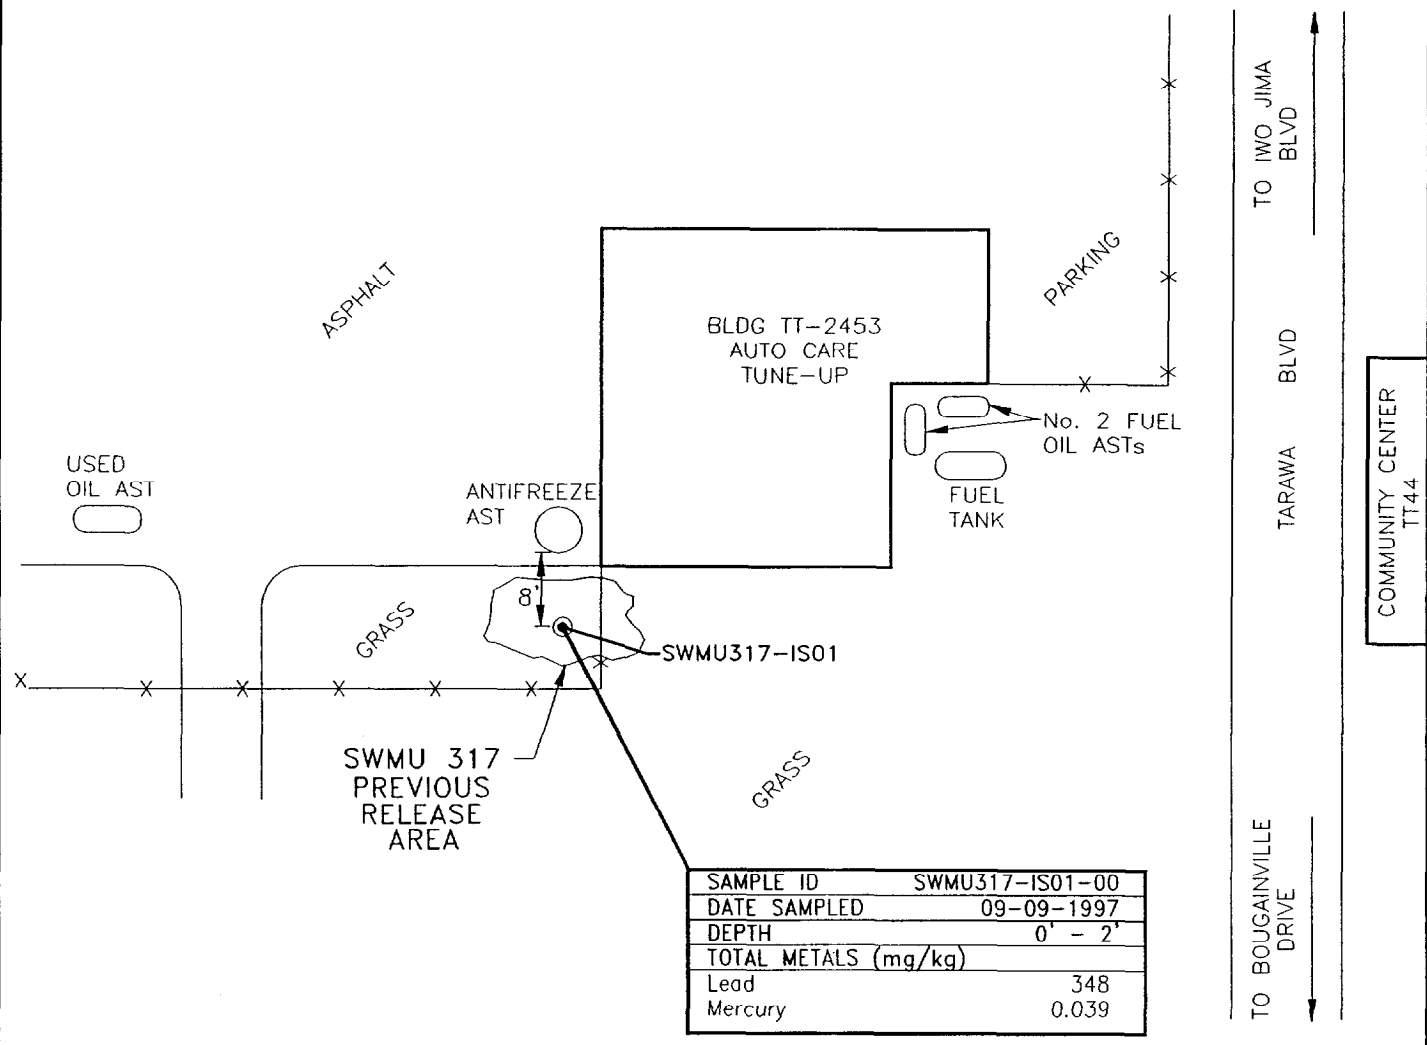 TO IWO JIMA
BLVD
ASPHALT
PARKING
BLDG TT-2453
AUTO CARE
TUNE-UP
No. 2 FUEL
OIL ASTs
FUEL
TANK
USED
OIL AST
ANTIFREEZE
AST
8'
GRASS
SWMU317-IS01
SWMU 317
PREVIOUS
RELEASE
AREA
GRASS
TARAWA BLVD
COMMUNITY CENTER
TT44
TO BOUGAINVILLE
DRIVE
SAMPLE ID SWMU317-IS01-00
DATE SAMPLED 09-09-1997
DEPTH 0' - 2'
TOTAL METALS (mg/kg)
Lead 348
Mercury 0.039